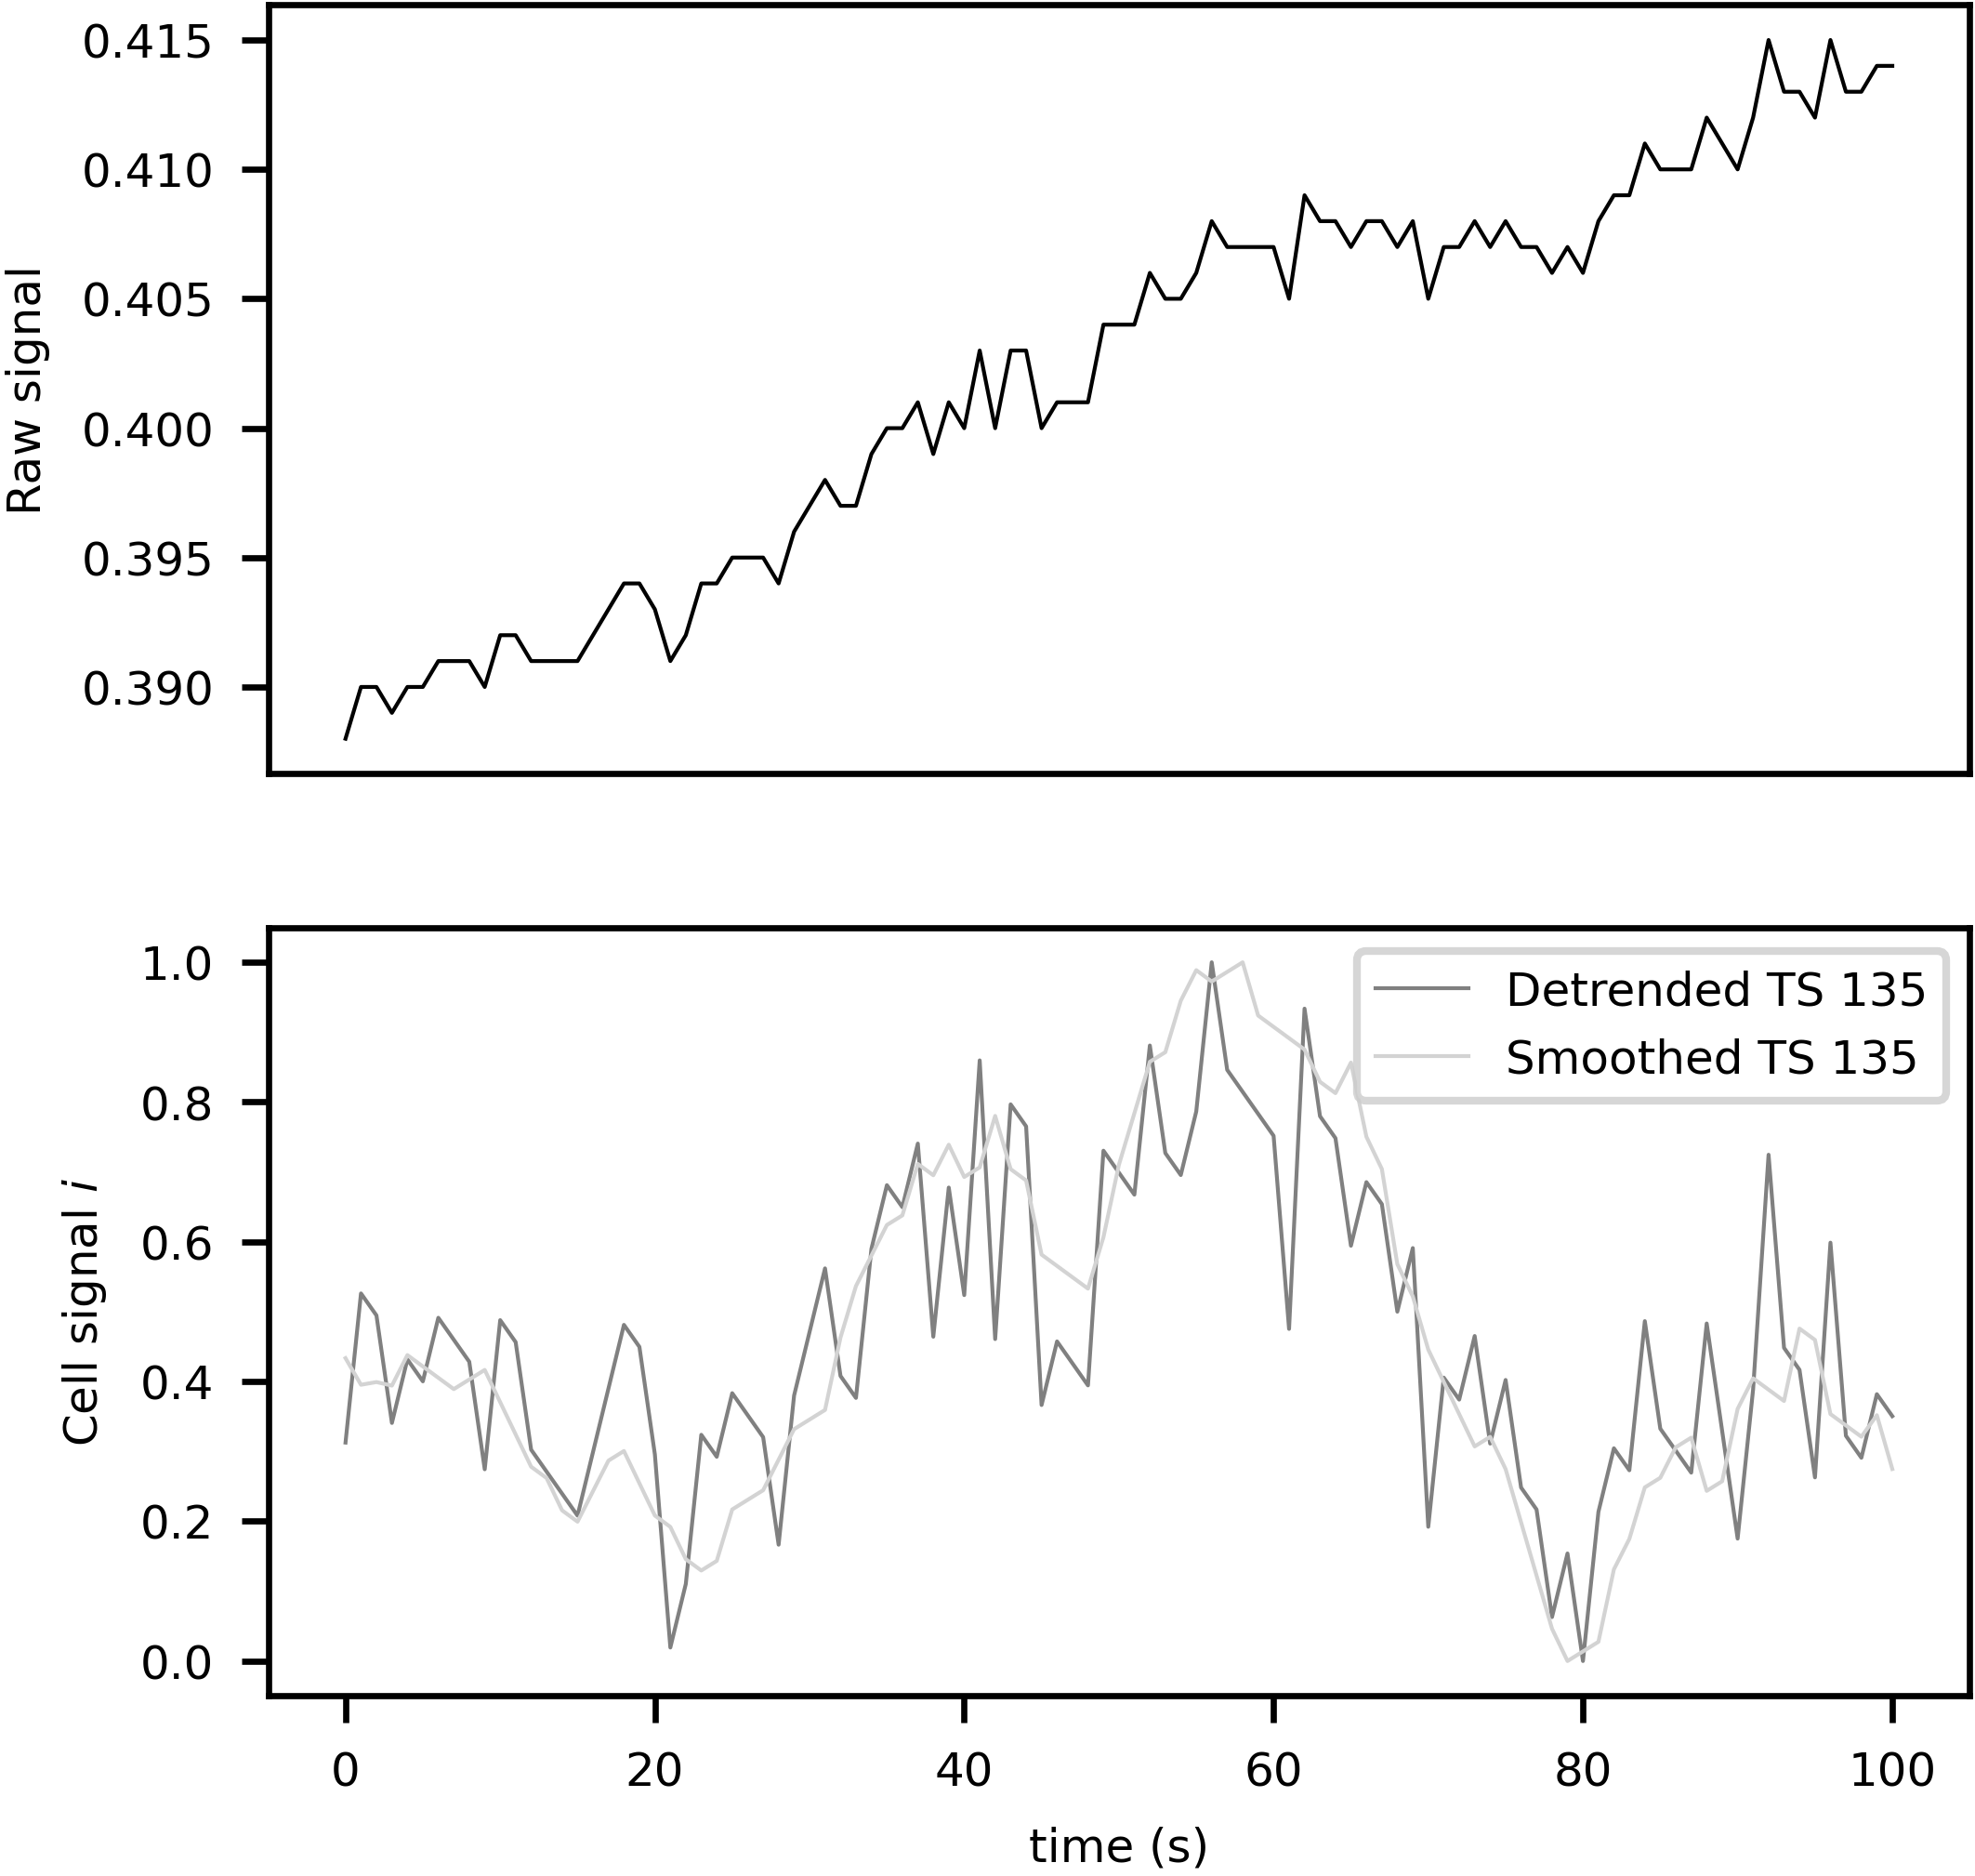 Raw signal
0.415
0.410
0.405
0.400
0.395
0.390
Cell signal i
1.0
0.8
0.6
0.4
0.2
0.0
Detrended TS 135
Smoothed TS 135
0 20 40 60 80 100
time (s)